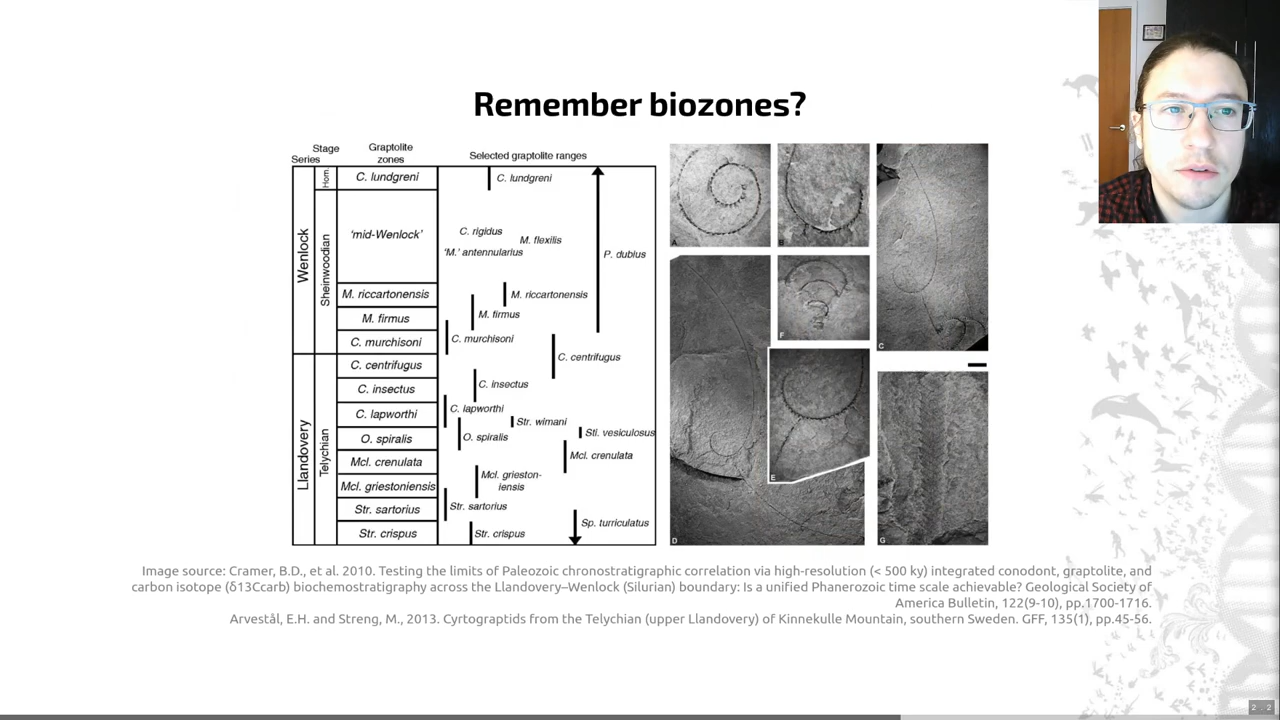 Remember biozones?
Series
Stage
Graptolite
zones
Selected graptolite ranges
Wenlock
Llandovery
Hom.
Sheinwoodian
Telychian
C. lundgreni
'mid-Wenlock'
M. riccartonensis
M. firmus
C. murchisoni
C. centrifugus
C. insectus
C. lapworthi
O. spiralis
Mcl. crenulata
Mcl. griestoniensis
Str. sartorius
Str. crispus
C. lundgreni
C. rigidus
M. flexilis
'M.' antennularius
P. dubius
M. riccartonensis
M. firmus
C. murchisoni
C. centrifugus
C. insectus
C. lapworthi
Str. wimani
O. spiralis
Sti. vesiculosus
Mcl. crenulata
Mcl. grieston-
iensis
Str. sartorius
Sp. turriculatus
Str. crispus
A
B
C
F
E
D
G
Image source: Cramer, B.D., et al. 2010. Testing the limits of Paleozoic chronostratigraphic correlation via high-resolution (< 500 ky) integrated conodont, graptolite, and
carbon isotope (δ13Ccarb) biochemostratigraphy across the Llandovery–Wenlock (Silurian) boundary: Is a unified Phanerozoic time scale achievable? Geological Society of
America Bulletin, 122(9-10), pp.1700-1716.
Arvestål, E.H. and Streng, M., 2013. Cyrtograptids from the Telychian (upper Llandovery) of Kinnekulle Mountain, southern Sweden. GFF, 135(1), pp.45-56.
2 2